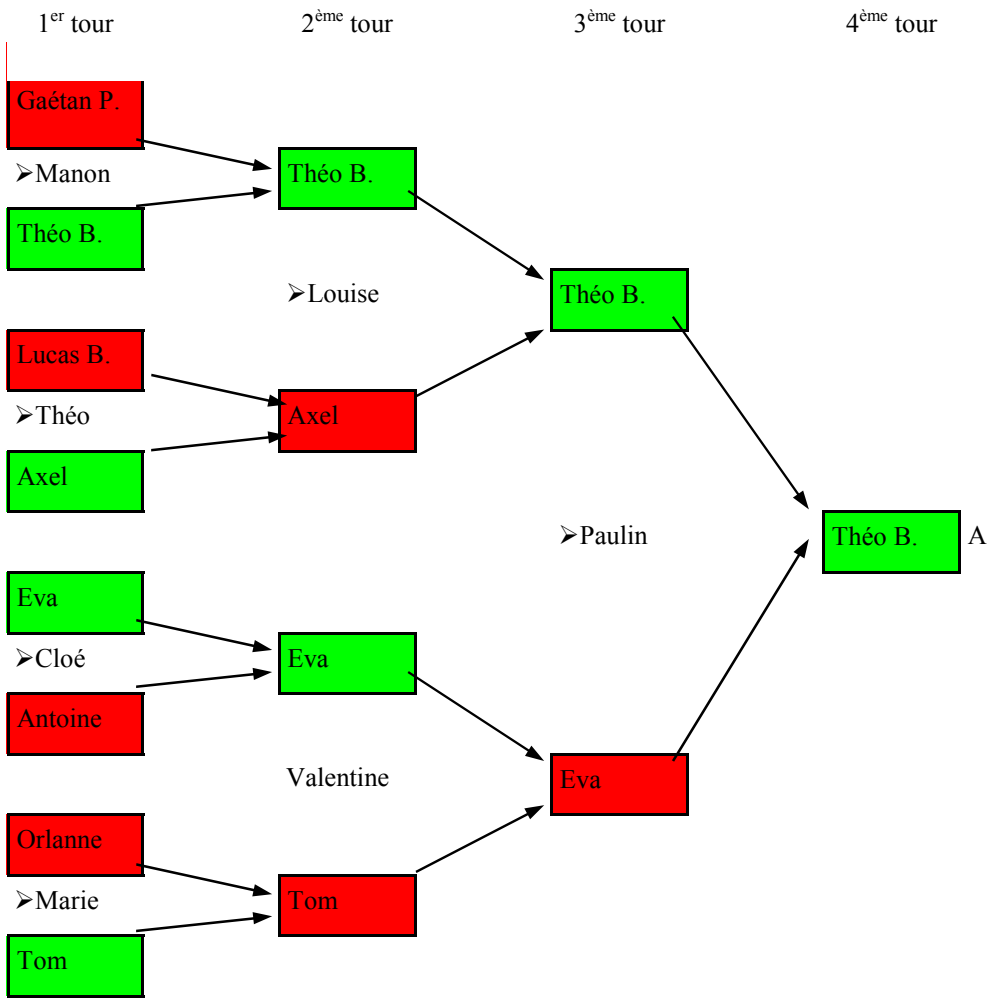 1er tour
2ème tour
3ème tour
4ème tour
Gaétan P.
➢Manon
Théo B.
Théo B.
➢Louise
Théo B.
Lucas B.
➢Théo
Axel
Axel
➢Paulin
Théo B.
A
Eva
➢Cloé
Eva
Antoine
Valentine
Eva
Orlanne
➢Marie
Tom
Tom